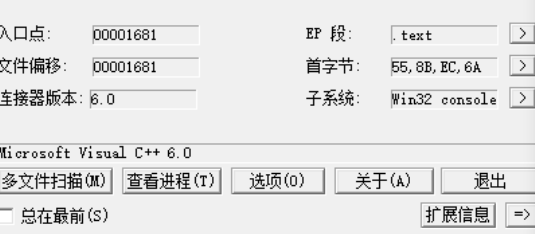 入口点: 00001681 EP 段: .text >
文件偏移: 00001681 首字节: 55,8B,EC,6A >
连接器版本: 6.0 子系统: Win32 console >
Microsoft Visual C++ 6.0
多文件扫描(M) 查看进程(T) 选项(O) 关于(A) 退出
总在最前(S) 扩展信息 =>